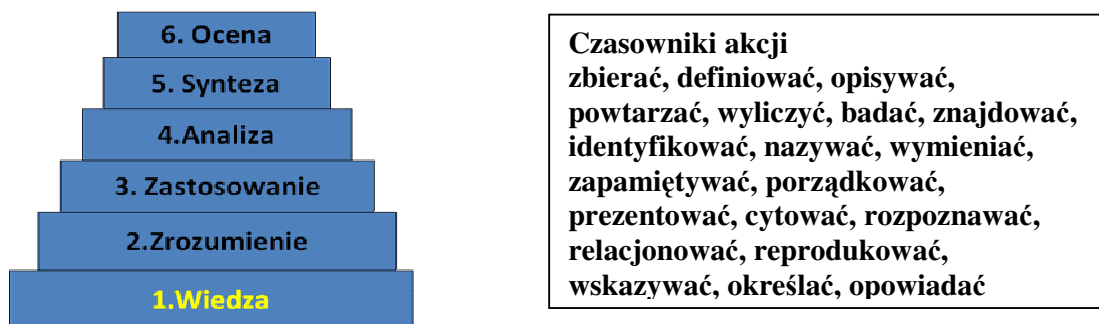 6. Ocena
5. Synteza
4.Analiza
3. Zastosowanie
2.Zrozumienie
1.Wiedza
Czasowniki akcji
zbierać, definiować, opisywać,
powtarzać, wyliczyć, badać, znajdować,
identyfikować, nazywać, wymieniać,
zapamiętywać, porządkować,
prezentować, cytować, rozpoznawać,
relacjonować, reprodukować,
wskazywać, określać, opowiadać